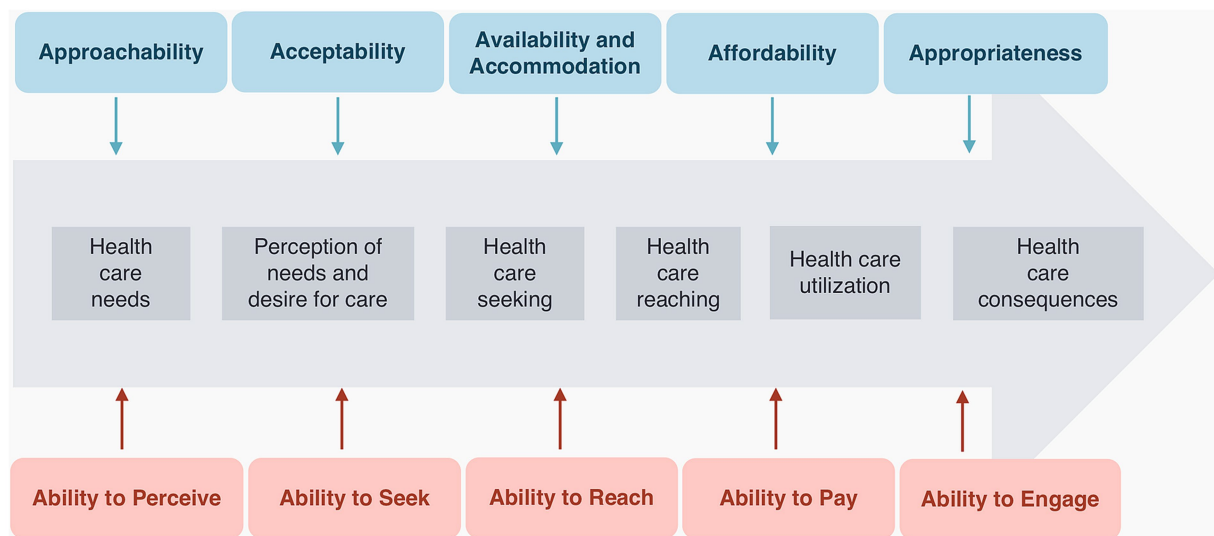 Approachability
Acceptability
Availability and
Accommodation
Affordability
Appropriateness
Health
care
needs
Perception of
needs and
desire for care
Health
care
seeking
Health
care
reaching
Health care
utilization
Health
care
consequences
Ability to Perceive
Ability to Seek
Ability to Reach
Ability to Pay
Ability to Engage